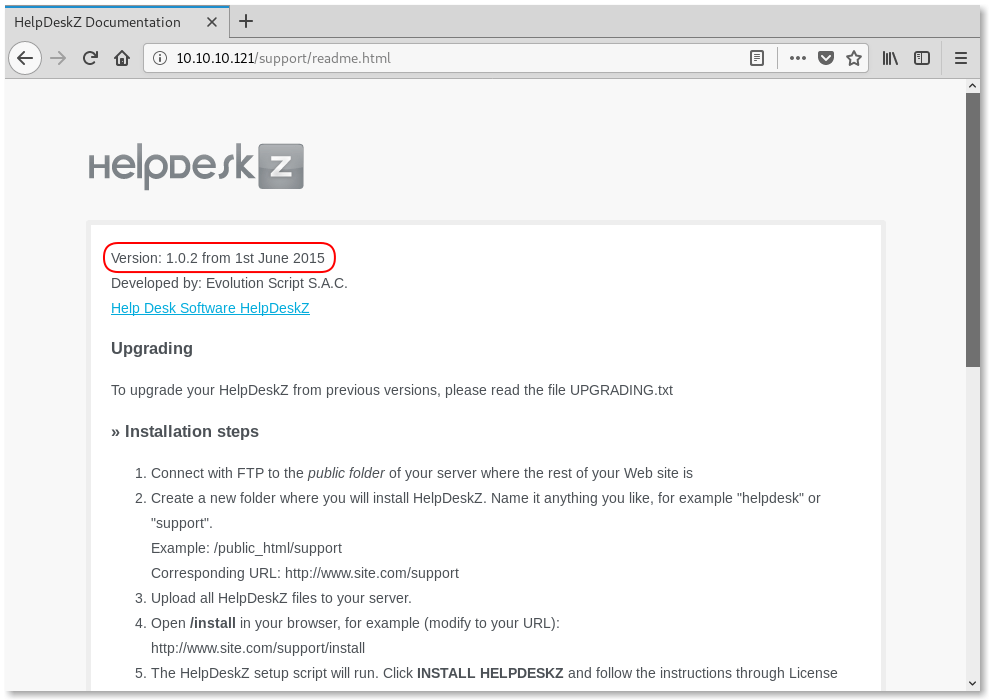 HelpDeskZ Documentation
10.10.10.121/support/readme.html
HelpDesk Z
Version: 1.0.2 from 1st June 2015
Developed by: Evolution Script S.A.C.
Help Desk Software HelpDeskZ
Upgrading
To upgrade your HelpDeskZ from previous versions, please read the file UPGRADING.txt
» Installation steps
1. Connect with FTP to the public folder of your server where the rest of your Web site is
2. Create a new folder where you will install HelpDeskZ. Name it anything you like, for example "helpdesk" or
"support".
Example: /public_html/support
Corresponding URL: http://www.site.com/support
3. Upload all HelpDeskZ files to your server.
4. Open /install in your browser, for example (modify to your URL):
http://www.site.com/support/install
5. The HelpDeskZ setup script will run. Click INSTALL HELPDESKZ and follow the instructions through License